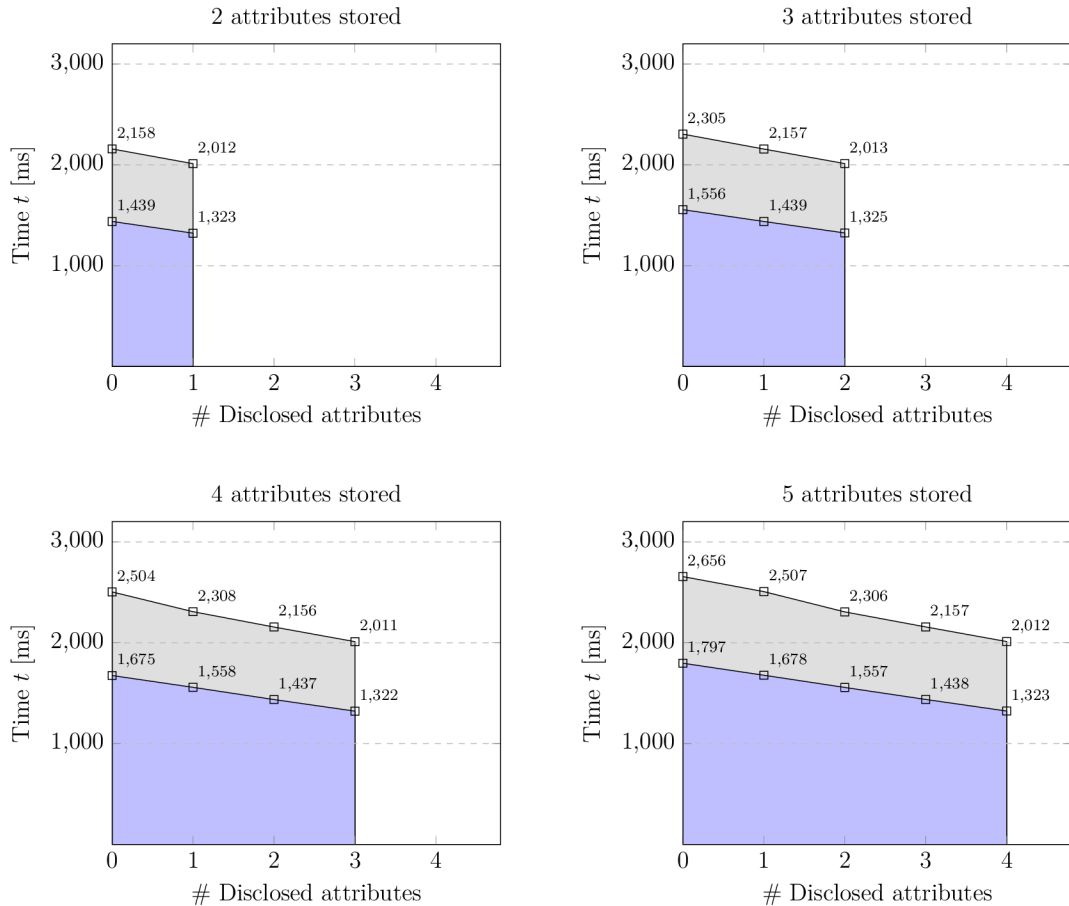 2 attributes stored
3,000
2,000
1,000
2,158
2,012
1,439
1,323
0 1 2 3 4
# Disclosed attributes
Time t [ms]
3 attributes stored
3,000
2,000
1,000
2,305
2,157
2,013
1,556
1,439
1,325
0 1 2 3 4
# Disclosed attributes
Time t [ms]
4 attributes stored
3,000
2,000
1,000
2,504
2,308
2,156
2,011
1,675
1,558
1,437
1,322
0 1 2 3 4
# Disclosed attributes
Time t [ms]
5 attributes stored
3,000
2,000
1,000
2,656
2,507
2,306
2,157
2,012
1,797
1,678
1,557
1,438
1,323
0 1 2 3 4
# Disclosed attributes
Time t [ms]